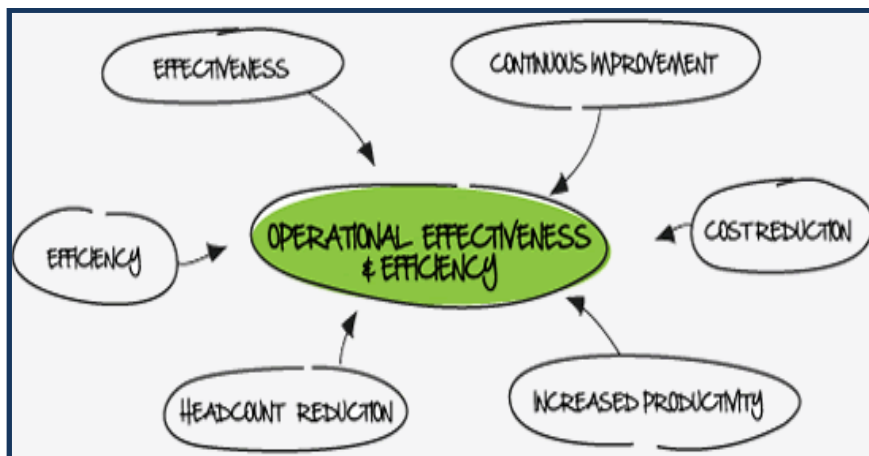 EFFECTIVENESS
CONTINUOUS IMPROVEMENT
OPERATIONAL EFFECTIVENESS
& EFFICIENCY
EFFICIENCY
COST REDUCTION
HEADCOUNT REDUCTION
INCREASED PRODUCTIVITY